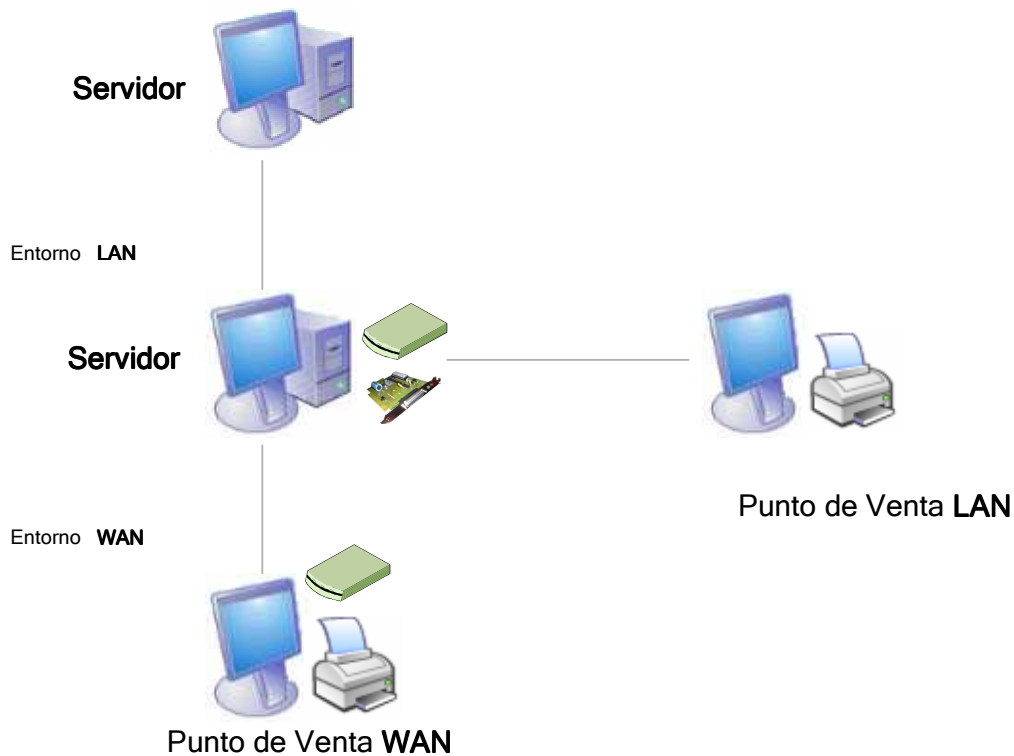 Servidor
Entorno LAN
Servidor
Punto de Venta LAN
Entorno WAN
Punto de Venta WAN